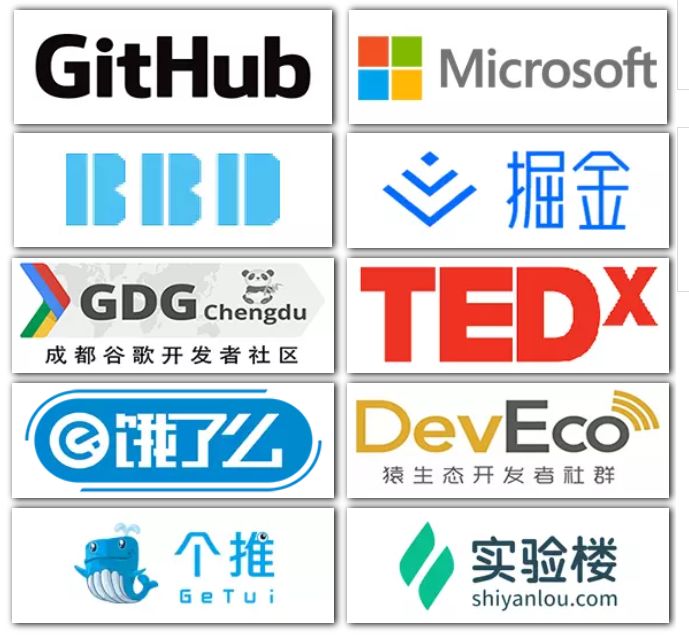 GitHub
Microsoft
BBD
掘金
GDG Chengdu
成都谷歌开发者社区
TEDx
饿了么
DevEco
猿生态开发者社群
个推
GeTui
实验楼
shiyanlou.com